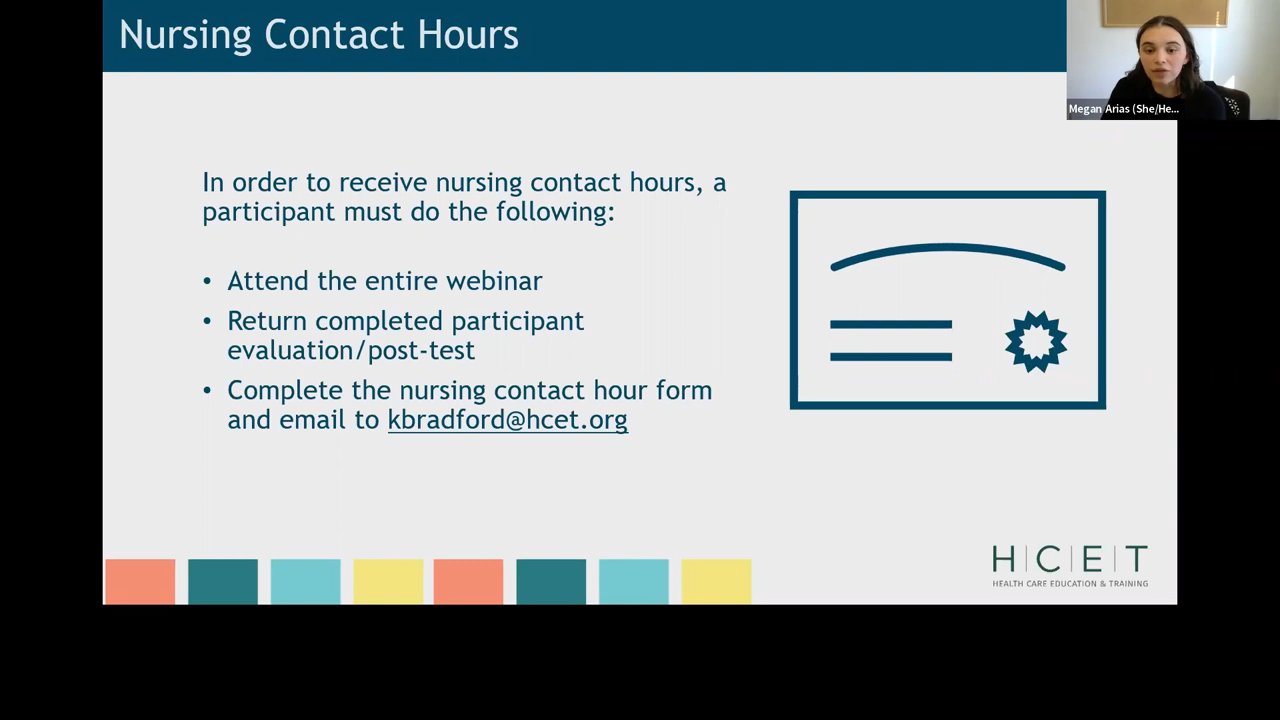 Nursing Contact Hours
Megan Arias (She/He...
In order to receive nursing contact hours, a
participant must do the following:
• Attend the entire webinar
• Return completed participant
evaluation/post-test
• Complete the nursing contact hour form
and email to kbradford@hcet.org
H|C|E|T
HEALTH CARE EDUCATION & TRAINING